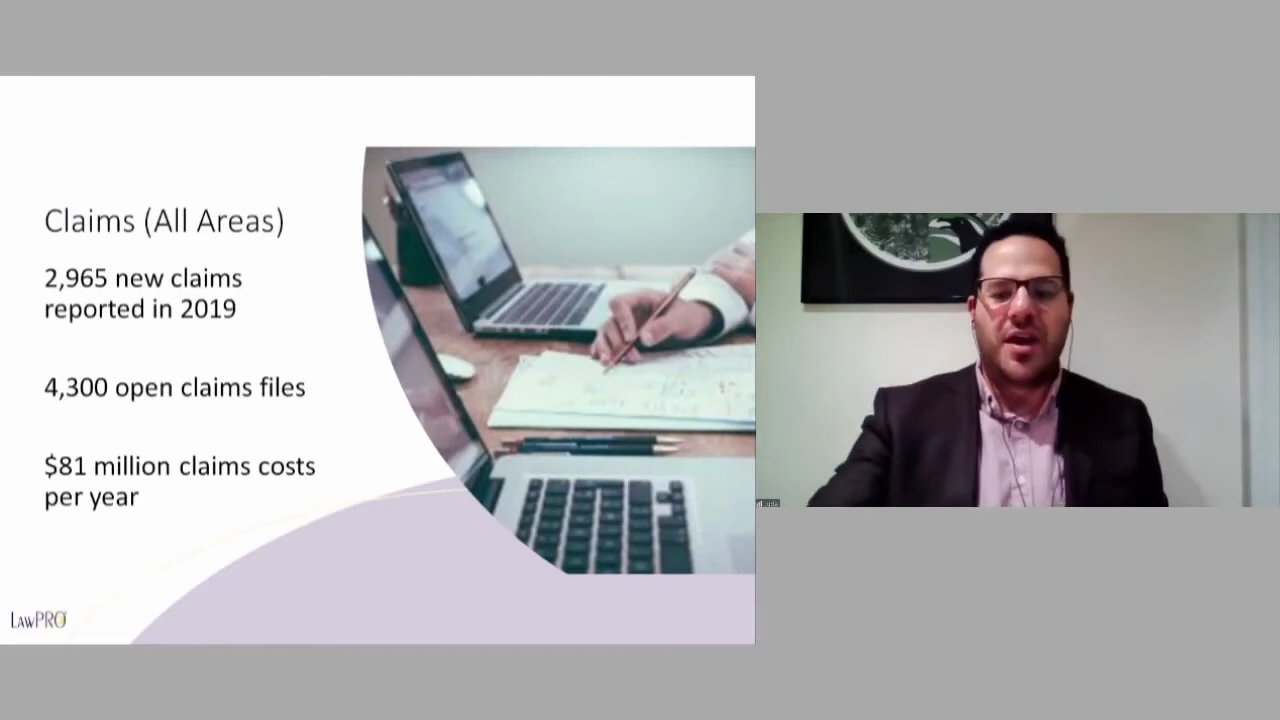 Claims (All Areas)
2,965 new claims
reported in 2019
4,300 open claims files
$81 million claims costs
per year
LAWPRO